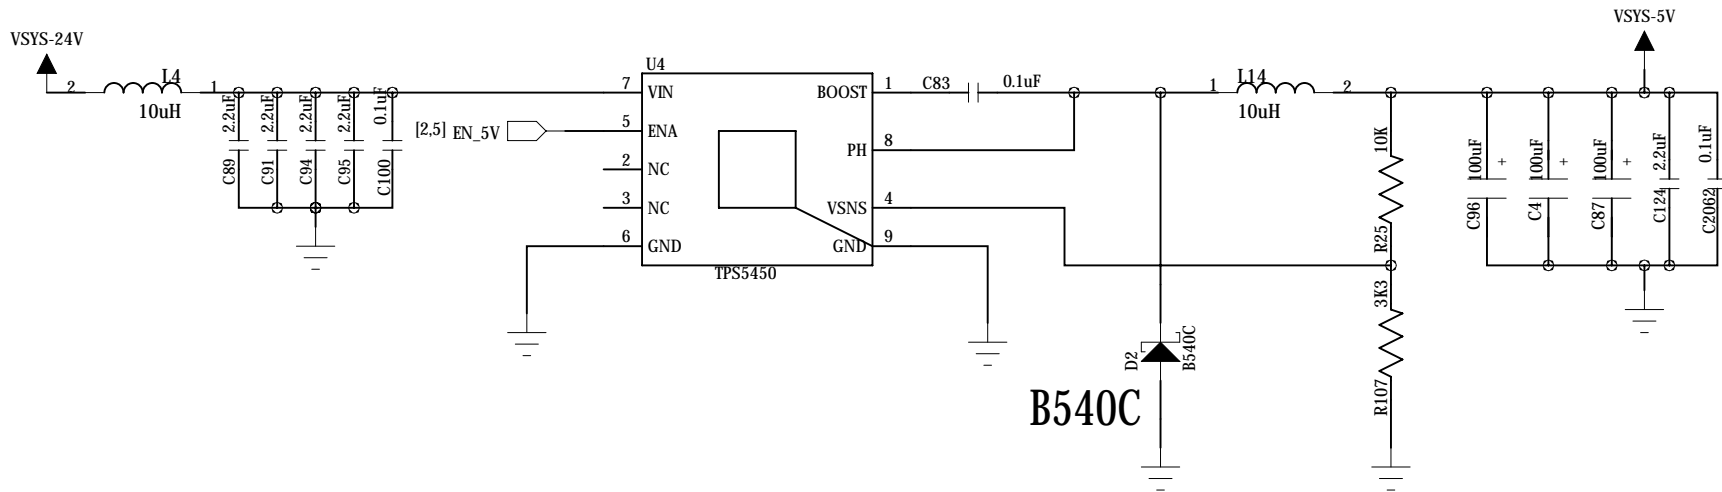 VSYS-24V
2
L4
10uH
1
2.2uF
C89
2.2uF
C91
2.2uF
C94
2.2uF
C95
0.1uF
C100
[2,5] EN_5V
U4
7 VIN
5 ENA
2 NC
3 NC
6 GND
BOOST 1
PH 8
VSNS 4
GND 9
TPS5450
C83 0.1uF
1
L14
10uH
2
D2
B540C
B540C
10K
R25
3K3
R107
VSYS-5V
100uF +
C96
100uF +
C4
100uF +
C87
2.2uF
C124
0.1uF
C2062